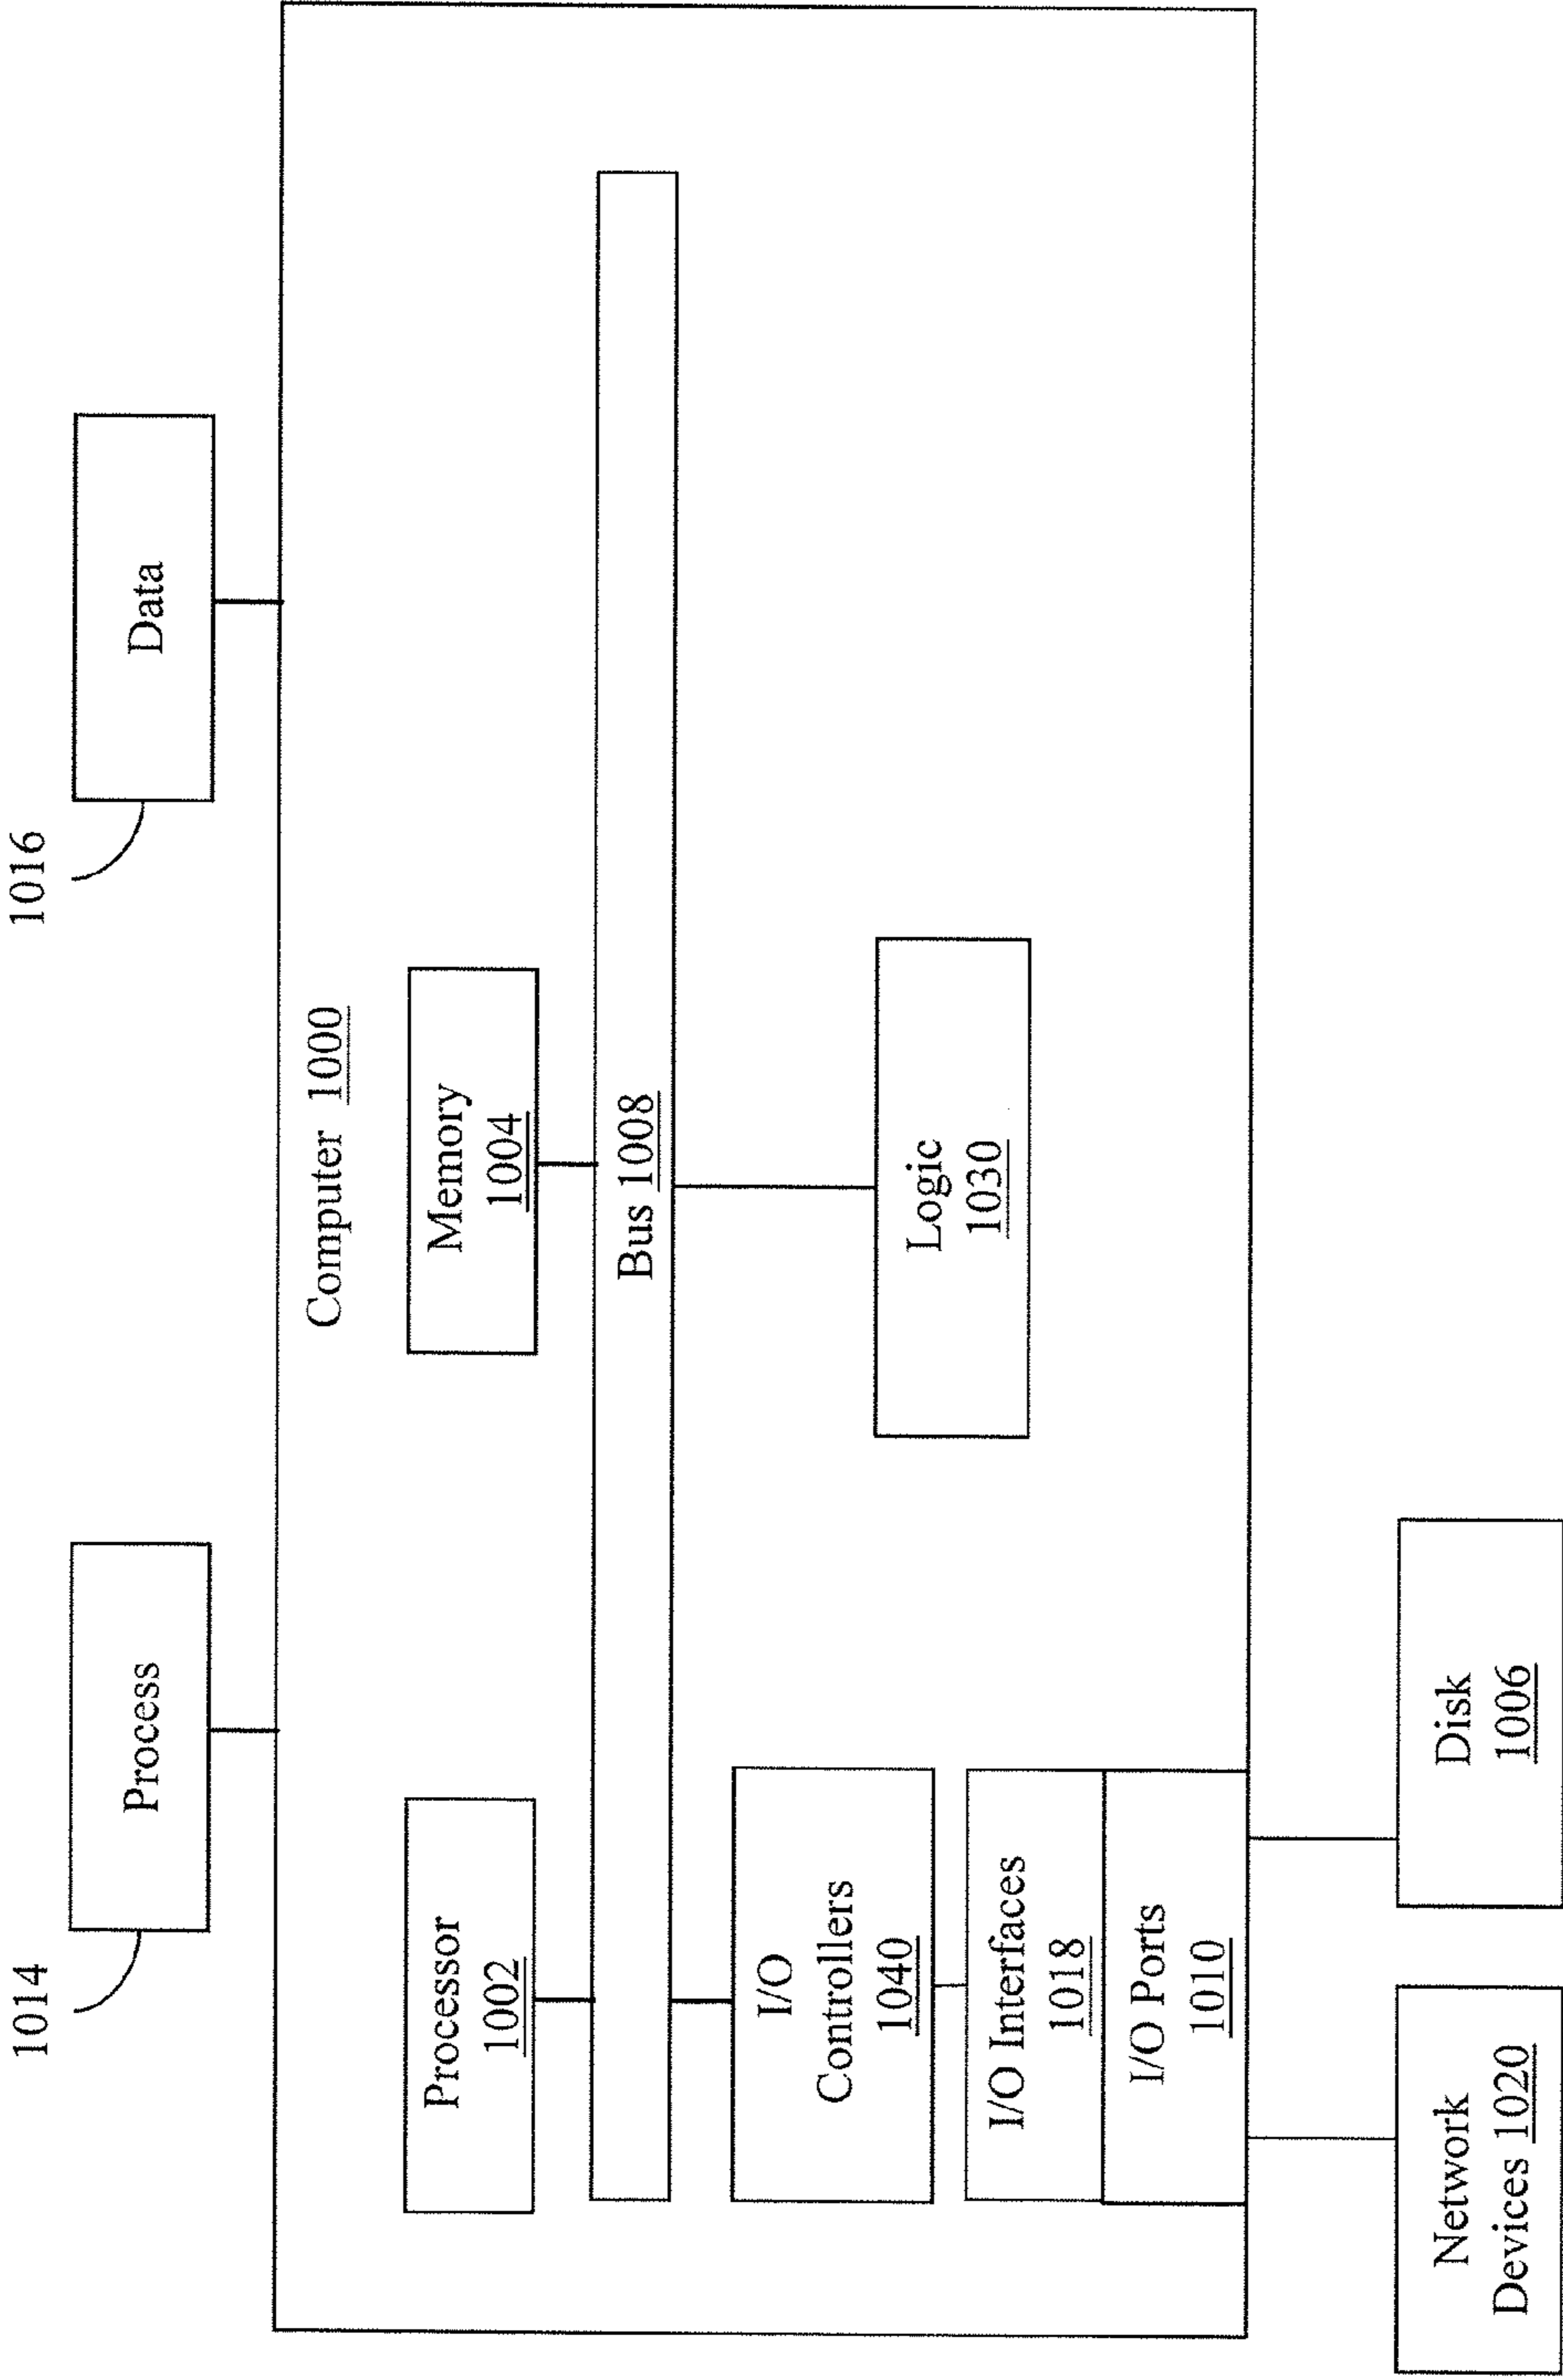 1014
Process
1016
Data
Computer 1000
Processor
1002
Memory
1004
Bus 1008
I/O
Controllers
1040
Logic
1030
I/O Interfaces
1018
I/O Ports
1010
Network
Devices 1020
Disk
1006